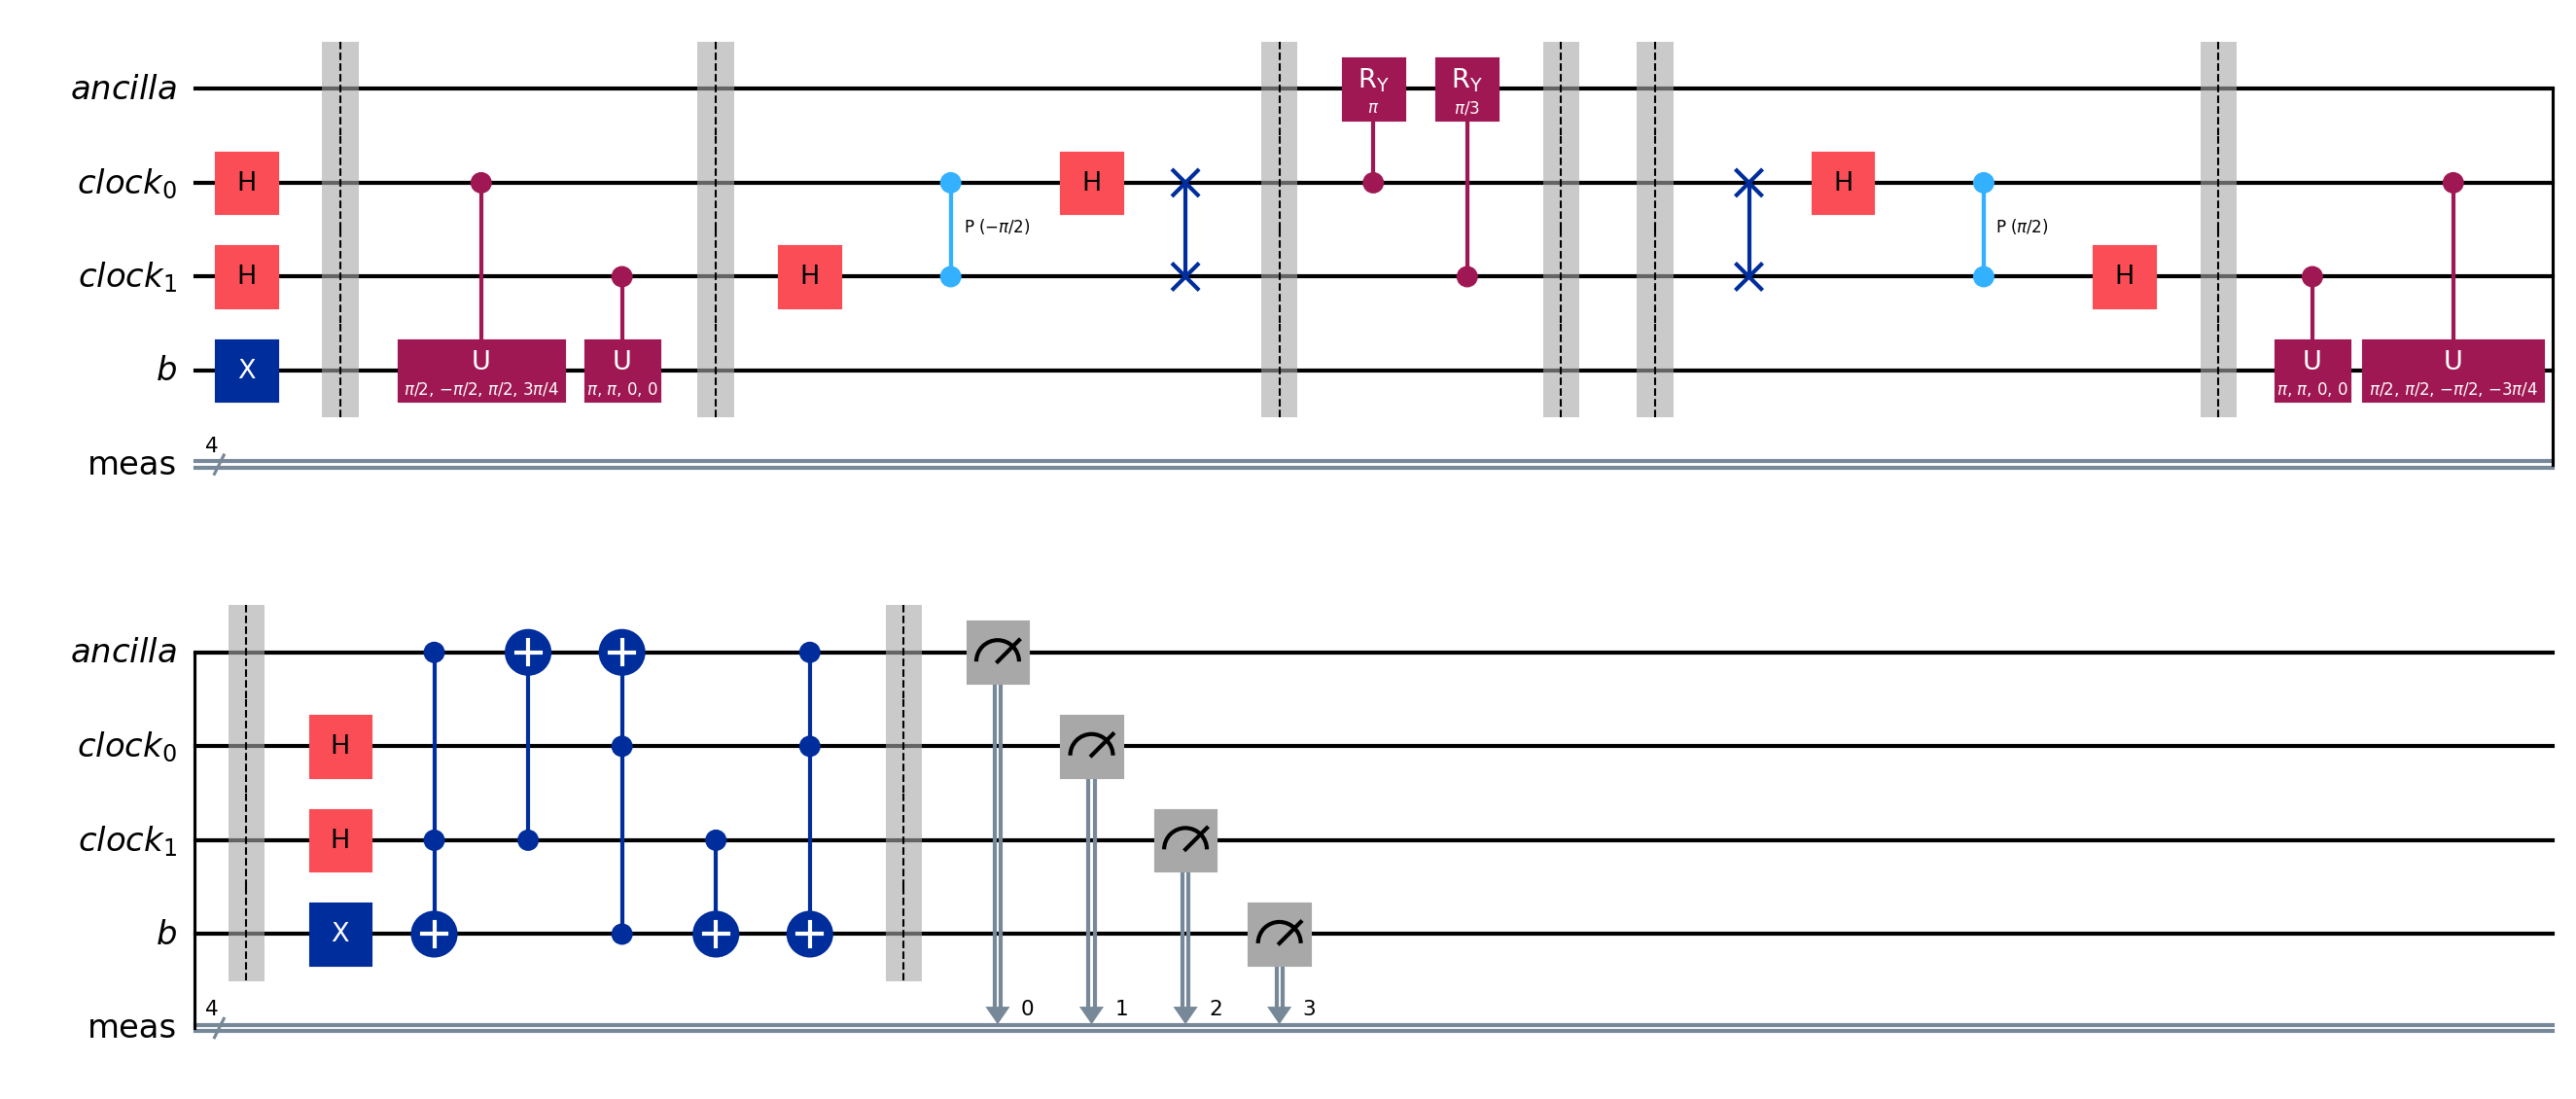 ancilla R_Y π R_Y π/3
clock_0 H H H
P (−π/2) P (π/2)
clock_1 H H H
b X U π/2, −π/2, π/2, 3π/4 U π, π, 0, 0 U π, π, 0, 0 U π/2, π/2, −π/2, −3π/4
4
meas
ancilla
clock_0 H
clock_1 H
b X
4 0 1 2 3
meas